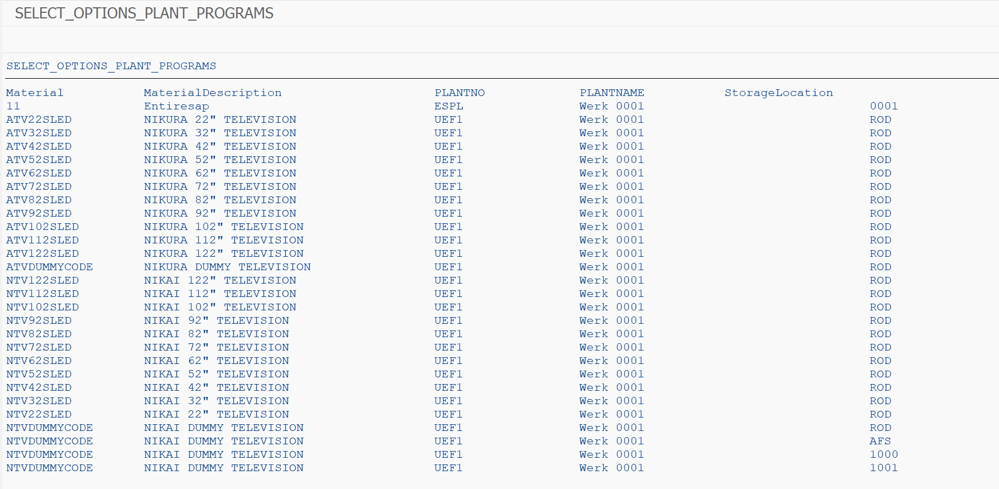 SELECT_OPTIONS_PLANT_PROGRAMS
SELECT_OPTIONS_PLANT_PROGRAMS
Material MaterialDescription PLANTNO PLANTNAME StorageLocation
11 Entiresap ESPL Werk 0001 0001
ATV22SLED NIKURA 22" TELEVISION UEF1 Werk 0001 ROD
ATV32SLED NIKURA 32" TELEVISION UEF1 Werk 0001 ROD
ATV42SLED NIKURA 42" TELEVISION UEF1 Werk 0001 ROD
ATV52SLED NIKURA 52" TELEVISION UEF1 Werk 0001 ROD
ATV62SLED NIKURA 62" TELEVISION UEF1 Werk 0001 ROD
ATV72SLED NIKURA 72" TELEVISION UEF1 Werk 0001 ROD
ATV82SLED NIKURA 82" TELEVISION UEF1 Werk 0001 ROD
ATV92SLED NIKURA 92" TELEVISION UEF1 Werk 0001 ROD
ATV102SLED NIKURA 102" TELEVISION UEF1 Werk 0001 ROD
ATV112SLED NIKURA 112" TELEVISION UEF1 Werk 0001 ROD
ATV122SLED NIKURA 122" TELEVISION UEF1 Werk 0001 ROD
ATVDUMMYCODE NIKURA DUMMY TELEVISION UEF1 Werk 0001 ROD
NTV122SLED NIKAI 122" TELEVISION UEF1 Werk 0001 ROD
NTV112SLED NIKAI 112" TELEVISION UEF1 Werk 0001 ROD
NTV102SLED NIKAI 102" TELEVISION UEF1 Werk 0001 ROD
NTV92SLED NIKAI 92" TELEVISION UEF1 Werk 0001 ROD
NTV82SLED NIKAI 82" TELEVISION UEF1 Werk 0001 ROD
NTV72SLED NIKAI 72" TELEVISION UEF1 Werk 0001 ROD
NTV62SLED NIKAI 62" TELEVISION UEF1 Werk 0001 ROD
NTV52SLED NIKAI 52" TELEVISION UEF1 Werk 0001 ROD
NTV42SLED NIKAI 42" TELEVISION UEF1 Werk 0001 ROD
NTV32SLED NIKAI 32" TELEVISION UEF1 Werk 0001 ROD
NTV22SLED NIKAI 22" TELEVISION UEF1 Werk 0001 ROD
NTVDUMMYCODE NIKAI DUMMY TELEVISION UEF1 Werk 0001 ROD
NTVDUMMYCODE NIKAI DUMMY TELEVISION UEF1 Werk 0001 AFS
NTVDUMMYCODE NIKAI DUMMY TELEVISION UEF1 Werk 0001 1000
NTVDUMMYCODE NIKAI DUMMY TELEVISION UEF1 Werk 0001 1001